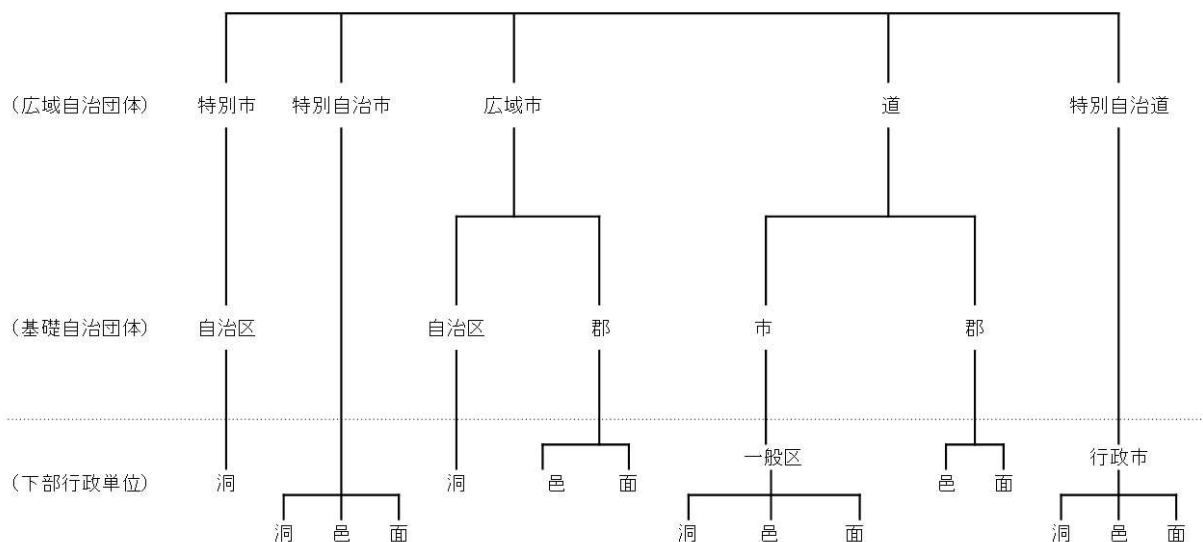 (広域自治団体) 特別市 特別自治市 広域市 道 特別自治道
(基礎自治団体) 自治区 自治区 郡 市 郡
一般区 行政市
(下部行政単位) 洞 洞 邑 面 邑 面
洞 邑 面 洞 邑 面 洞 邑 面